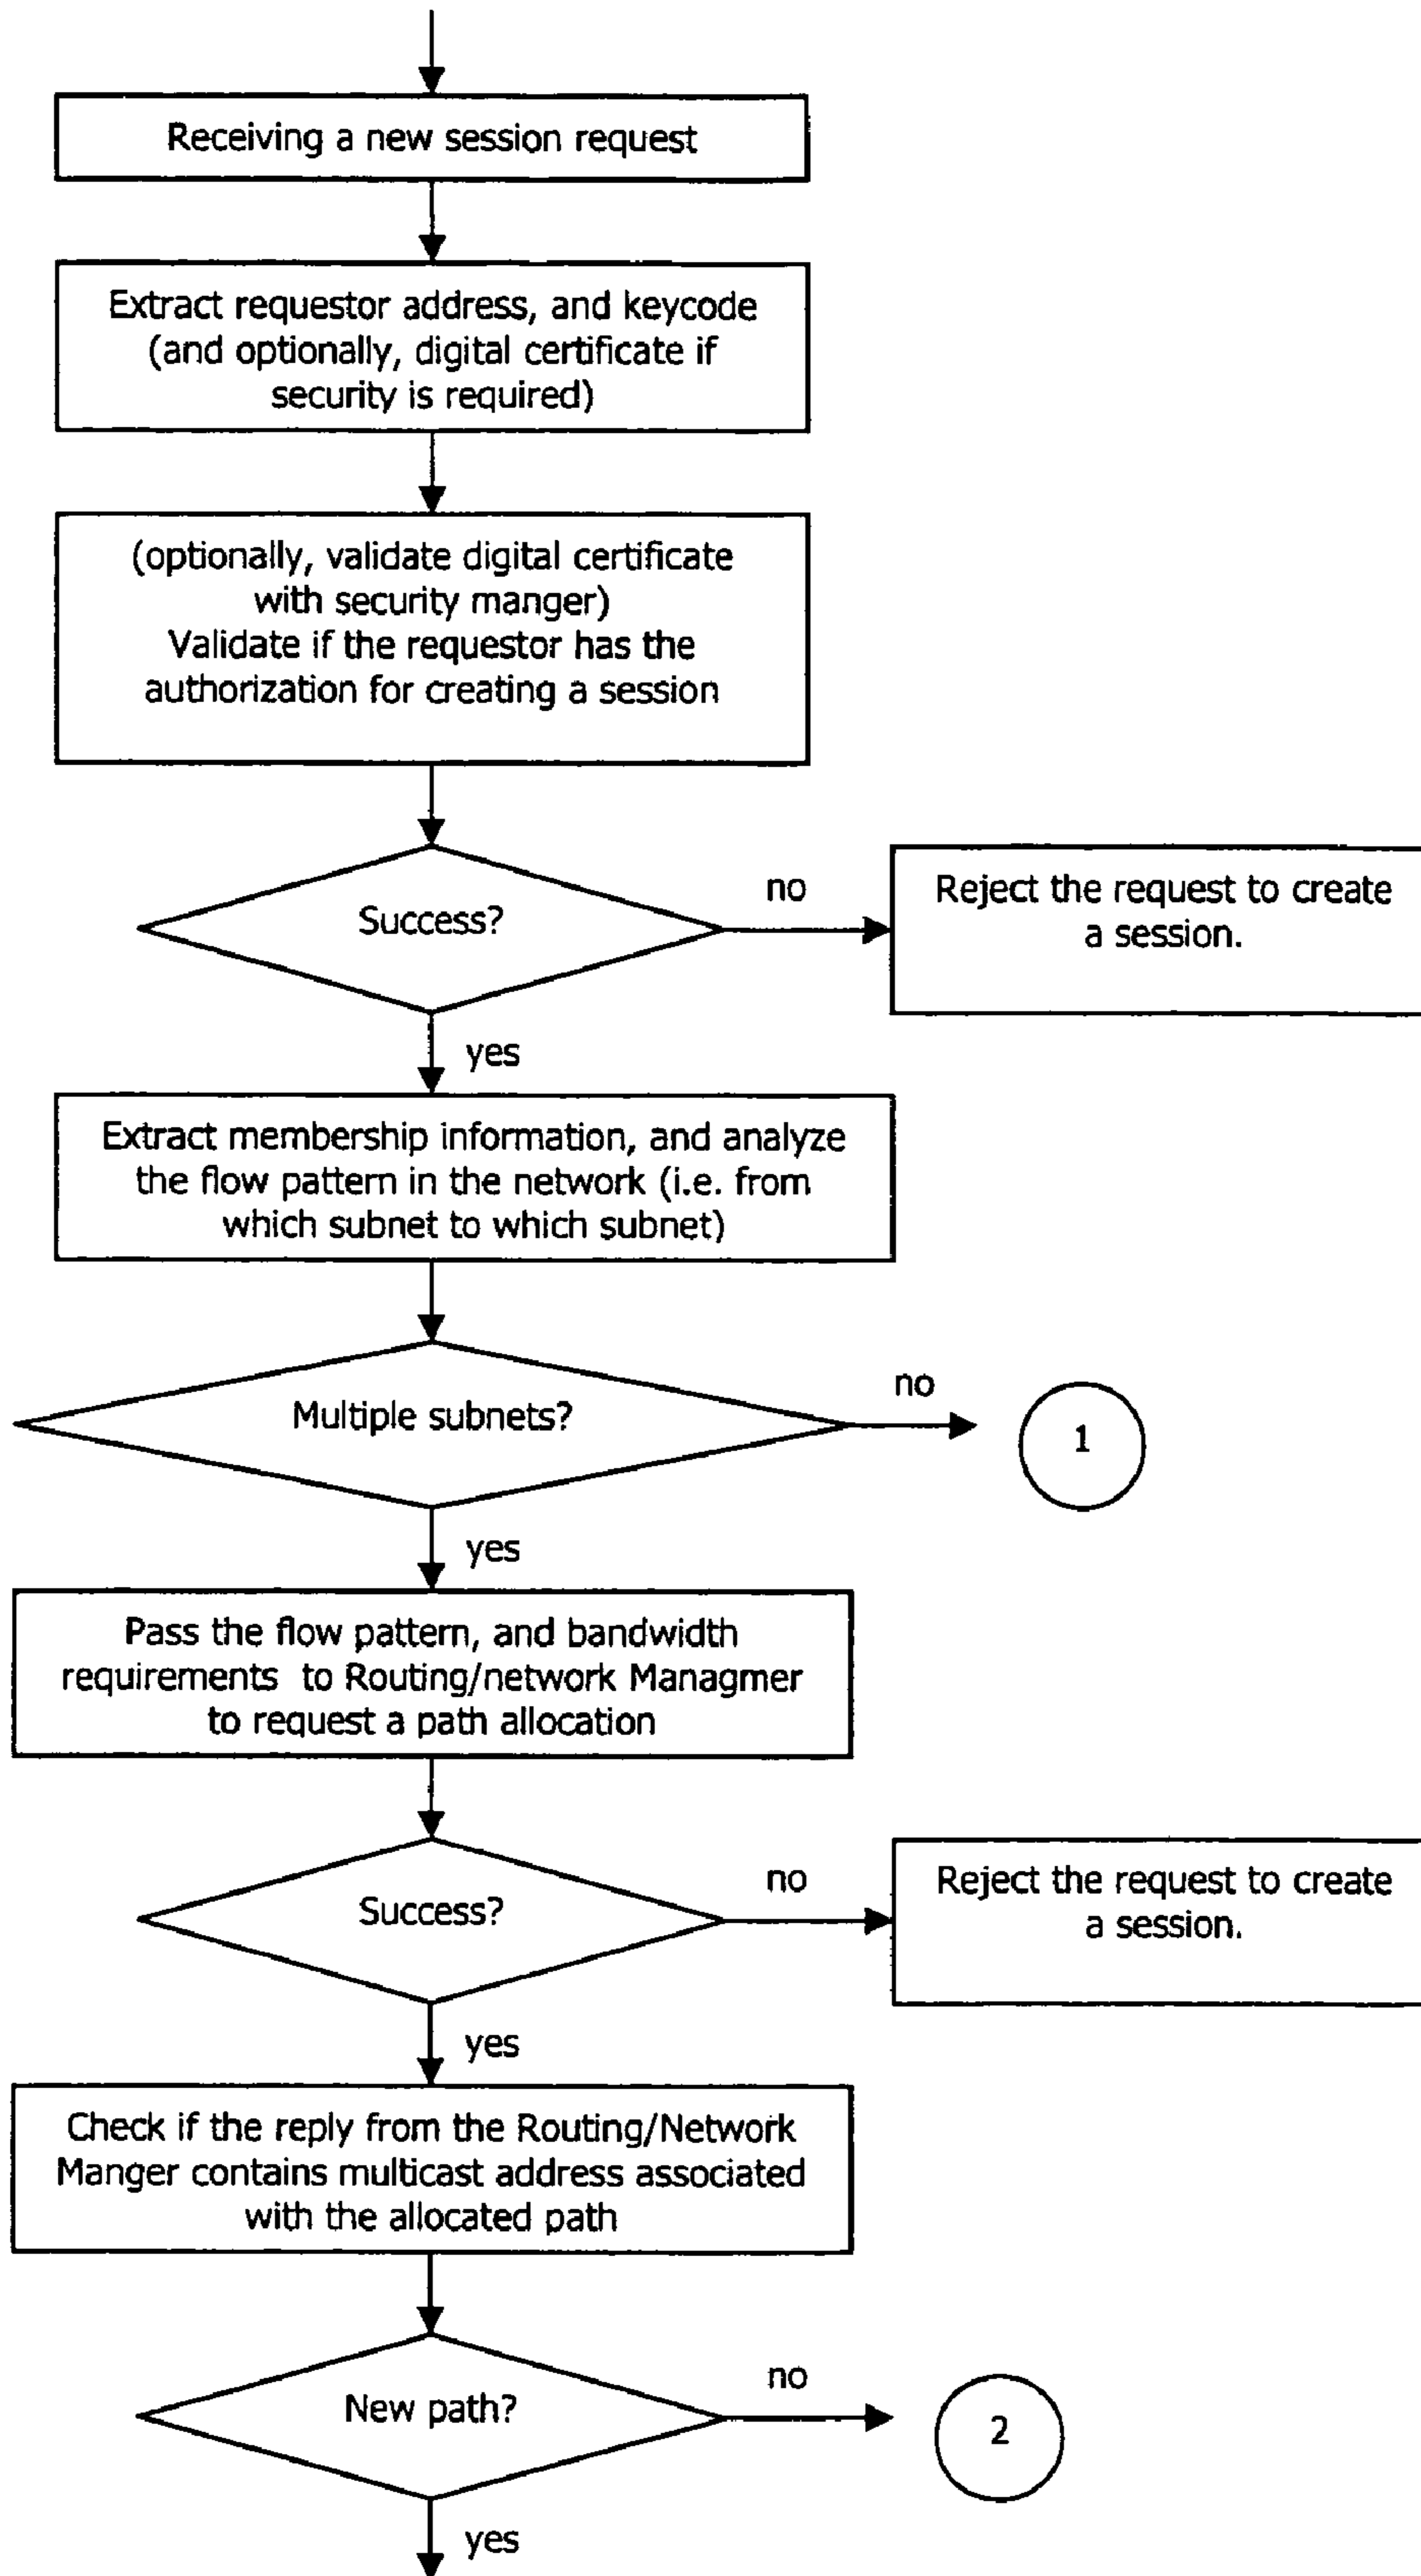 Receiving a new session request
Extract requestor address, and keycode
(and optionally, digital certificate if
security is required)
(optionally, validate digital certificate
with security manger)
Validate if the requestor has the
authorization for creating a session
Success?
no
Reject the request to create
a session.
yes
Extract membership information, and analyze
the flow pattern in the network (i.e. from
which subnet to which subnet)
Multiple subnets?
no
1
yes
Pass the flow pattern, and bandwidth
requirements to Routing/network Managmer
to request a path allocation
Success?
no
Reject the request to create
a session.
yes
Check if the reply from the Routing/Network
Manger contains multicast address associated
with the allocated path
New path?
no
2
yes